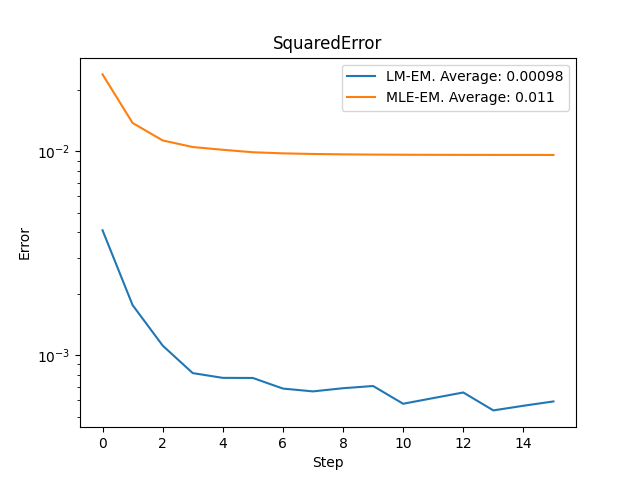 SquaredError
LM-EM. Average: 0.00098
MLE-EM. Average: 0.011
10⁻²
10⁻³
Error
0 2 4 6 8 10 12 14
Step